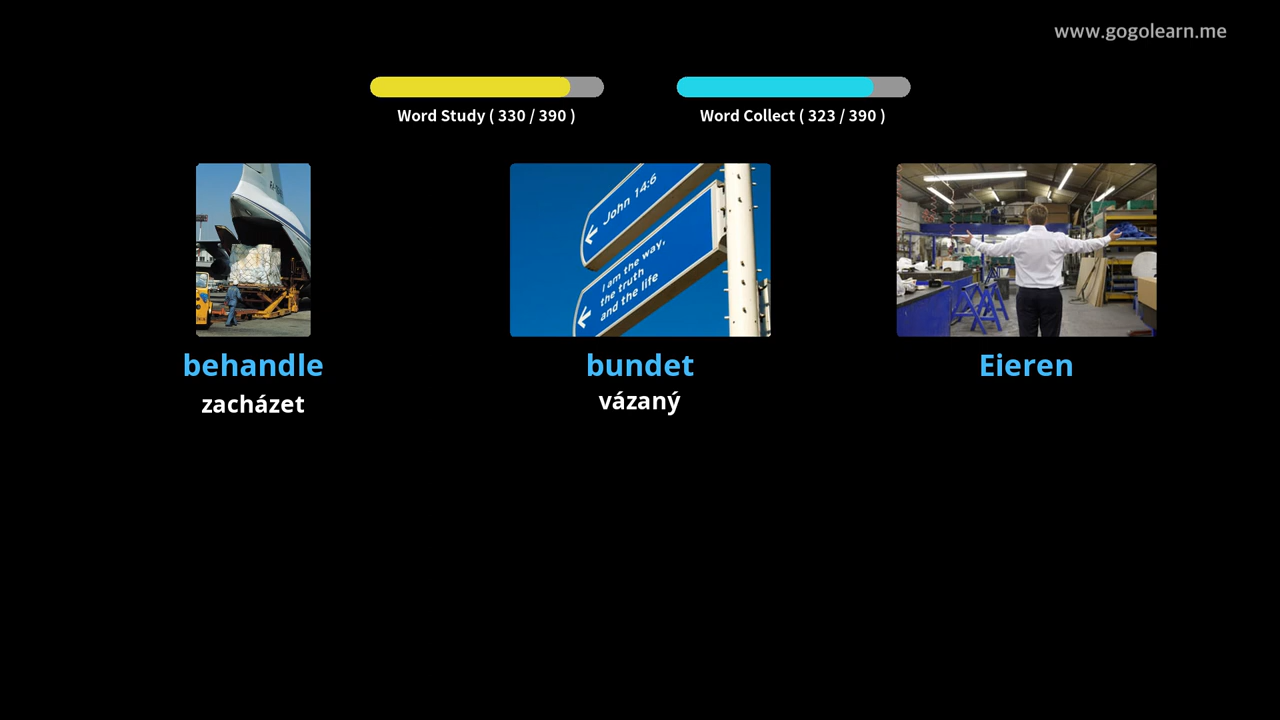 www.gogolearn.me
Word Study ( 330 / 390 )
Word Collect ( 323 / 390 )
John 14:6
I am the way,
the truth
and the life
behandle
bundet
Eieren
zacházet
vázaný